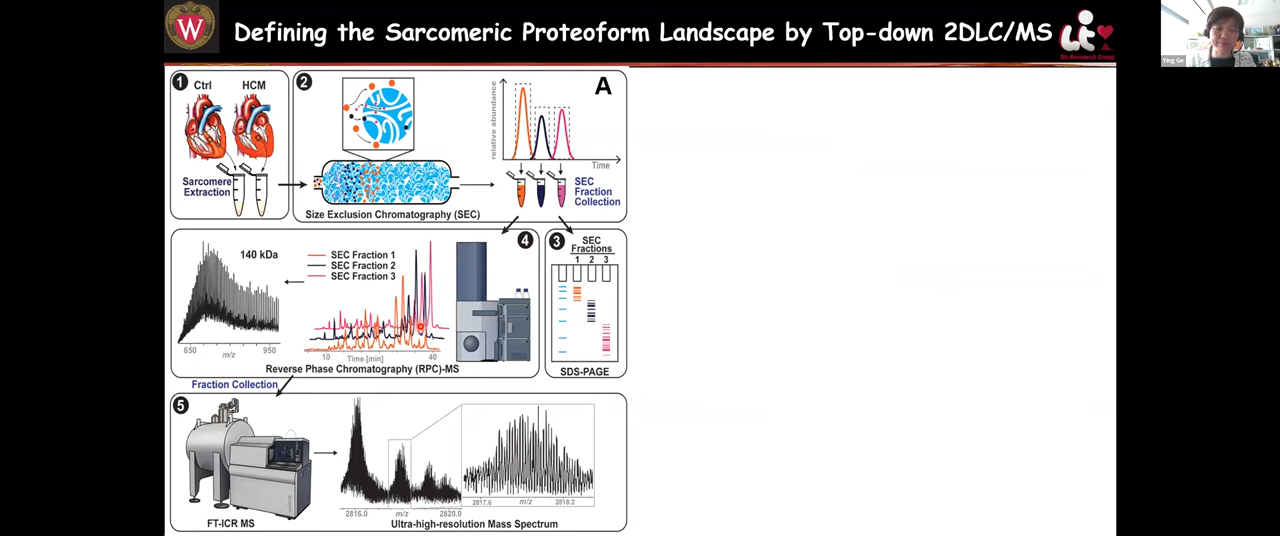 W
Defining the Sarcomeric Proteoform Landscape by Top-down 2DLC/MS
Ge Research Group
Ying Ge
1
Ctrl
HCM
Sarcomere
Extraction
2
Size Exclusion Chromatography (SEC)
A
relative abundance
Time
SEC
Fraction
Collection
4
140 kDa
SEC Fraction 1
SEC Fraction 2
SEC Fraction 3
650
m/z
950
10
Time [min]
40
Reverse Phase Chromatography (RPC)-MS
3
SEC
Fractions
1 2 3
SDS-PAGE
Fraction Collection
5
FT-ICR MS
2816.0
m/z
2820.0
2817.6
m/z
2818.2
Ultra-high-resolution Mass Spectrum